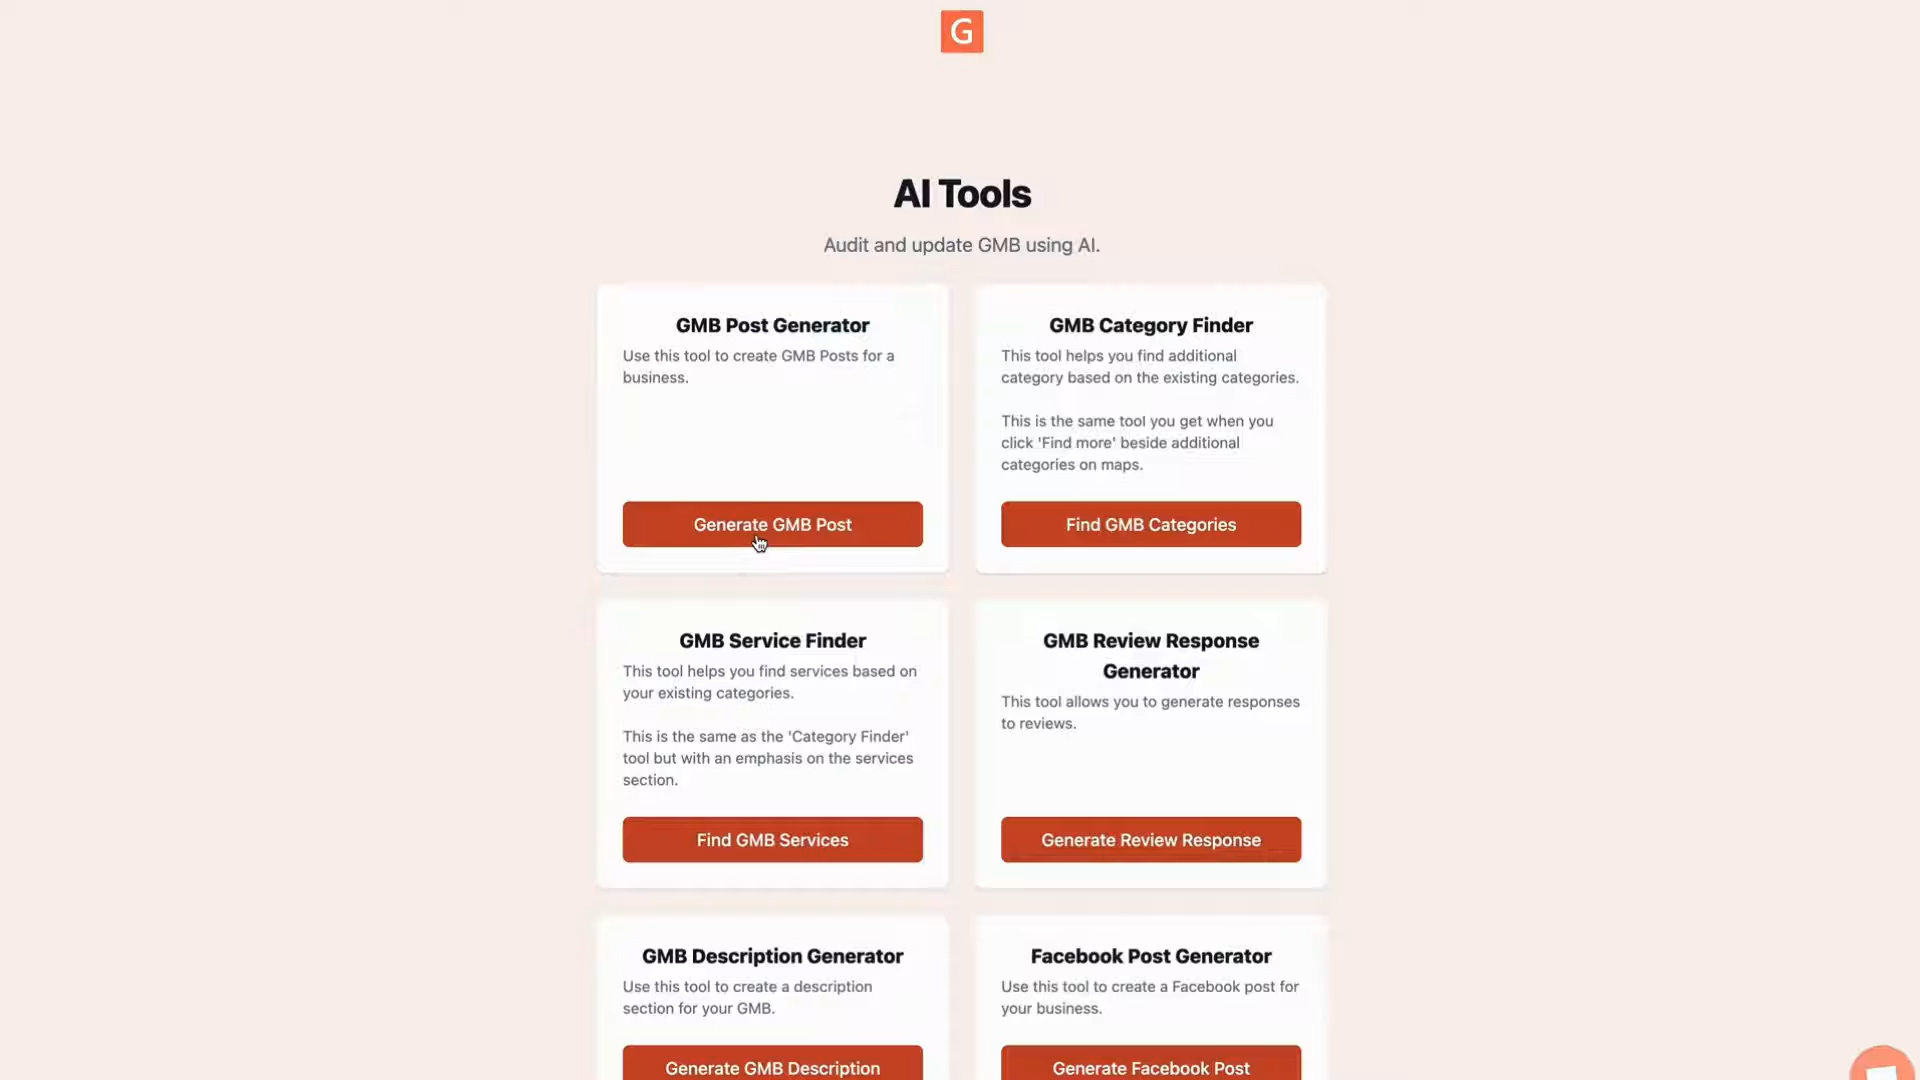 G
AI Tools
Audit and update GMB using AI.
GMB Post Generator
Use this tool to create GMB Posts for a
business.
Generate GMB Post
GMB Category Finder
This tool helps you find additional
category based on the existing categories.
This is the same tool you get when you
click 'Find more' beside additional
categories on maps.
Find GMB Categories
GMB Service Finder
This tool helps you find services based on
your existing categories.
This is the same as the 'Category Finder'
tool but with an emphasis on the services
section.
Find GMB Services
GMB Review Response
Generator
This tool allows you to generate responses
to reviews.
Generate Review Response
GMB Description Generator
Use this tool to create a description
section for your GMB.
Generate GMB Description
Facebook Post Generator
Use this tool to create a Facebook post for
your business.
Generate Facebook Post